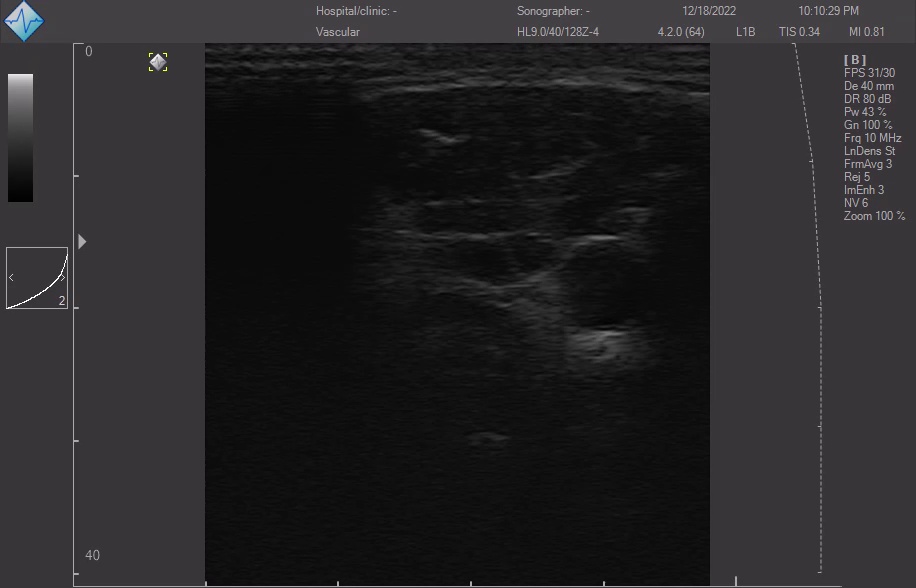 Hospital/clinic: - Sonographer: - 12/18/2022 10:10:29 PM
Vascular HL9.0/40/128Z-4 4.2.0 (64) L1B TIS 0.34 MI 0.81
0
[ B ]
FPS 31/30
De 40 mm
DR 80 dB
Pw 43 %
Gn 100 %
Frq 10 MHz
LnDens St
FrmAvg 3
Rej 5
ImEnh 3
NV 6
Zoom 100 %
2
40